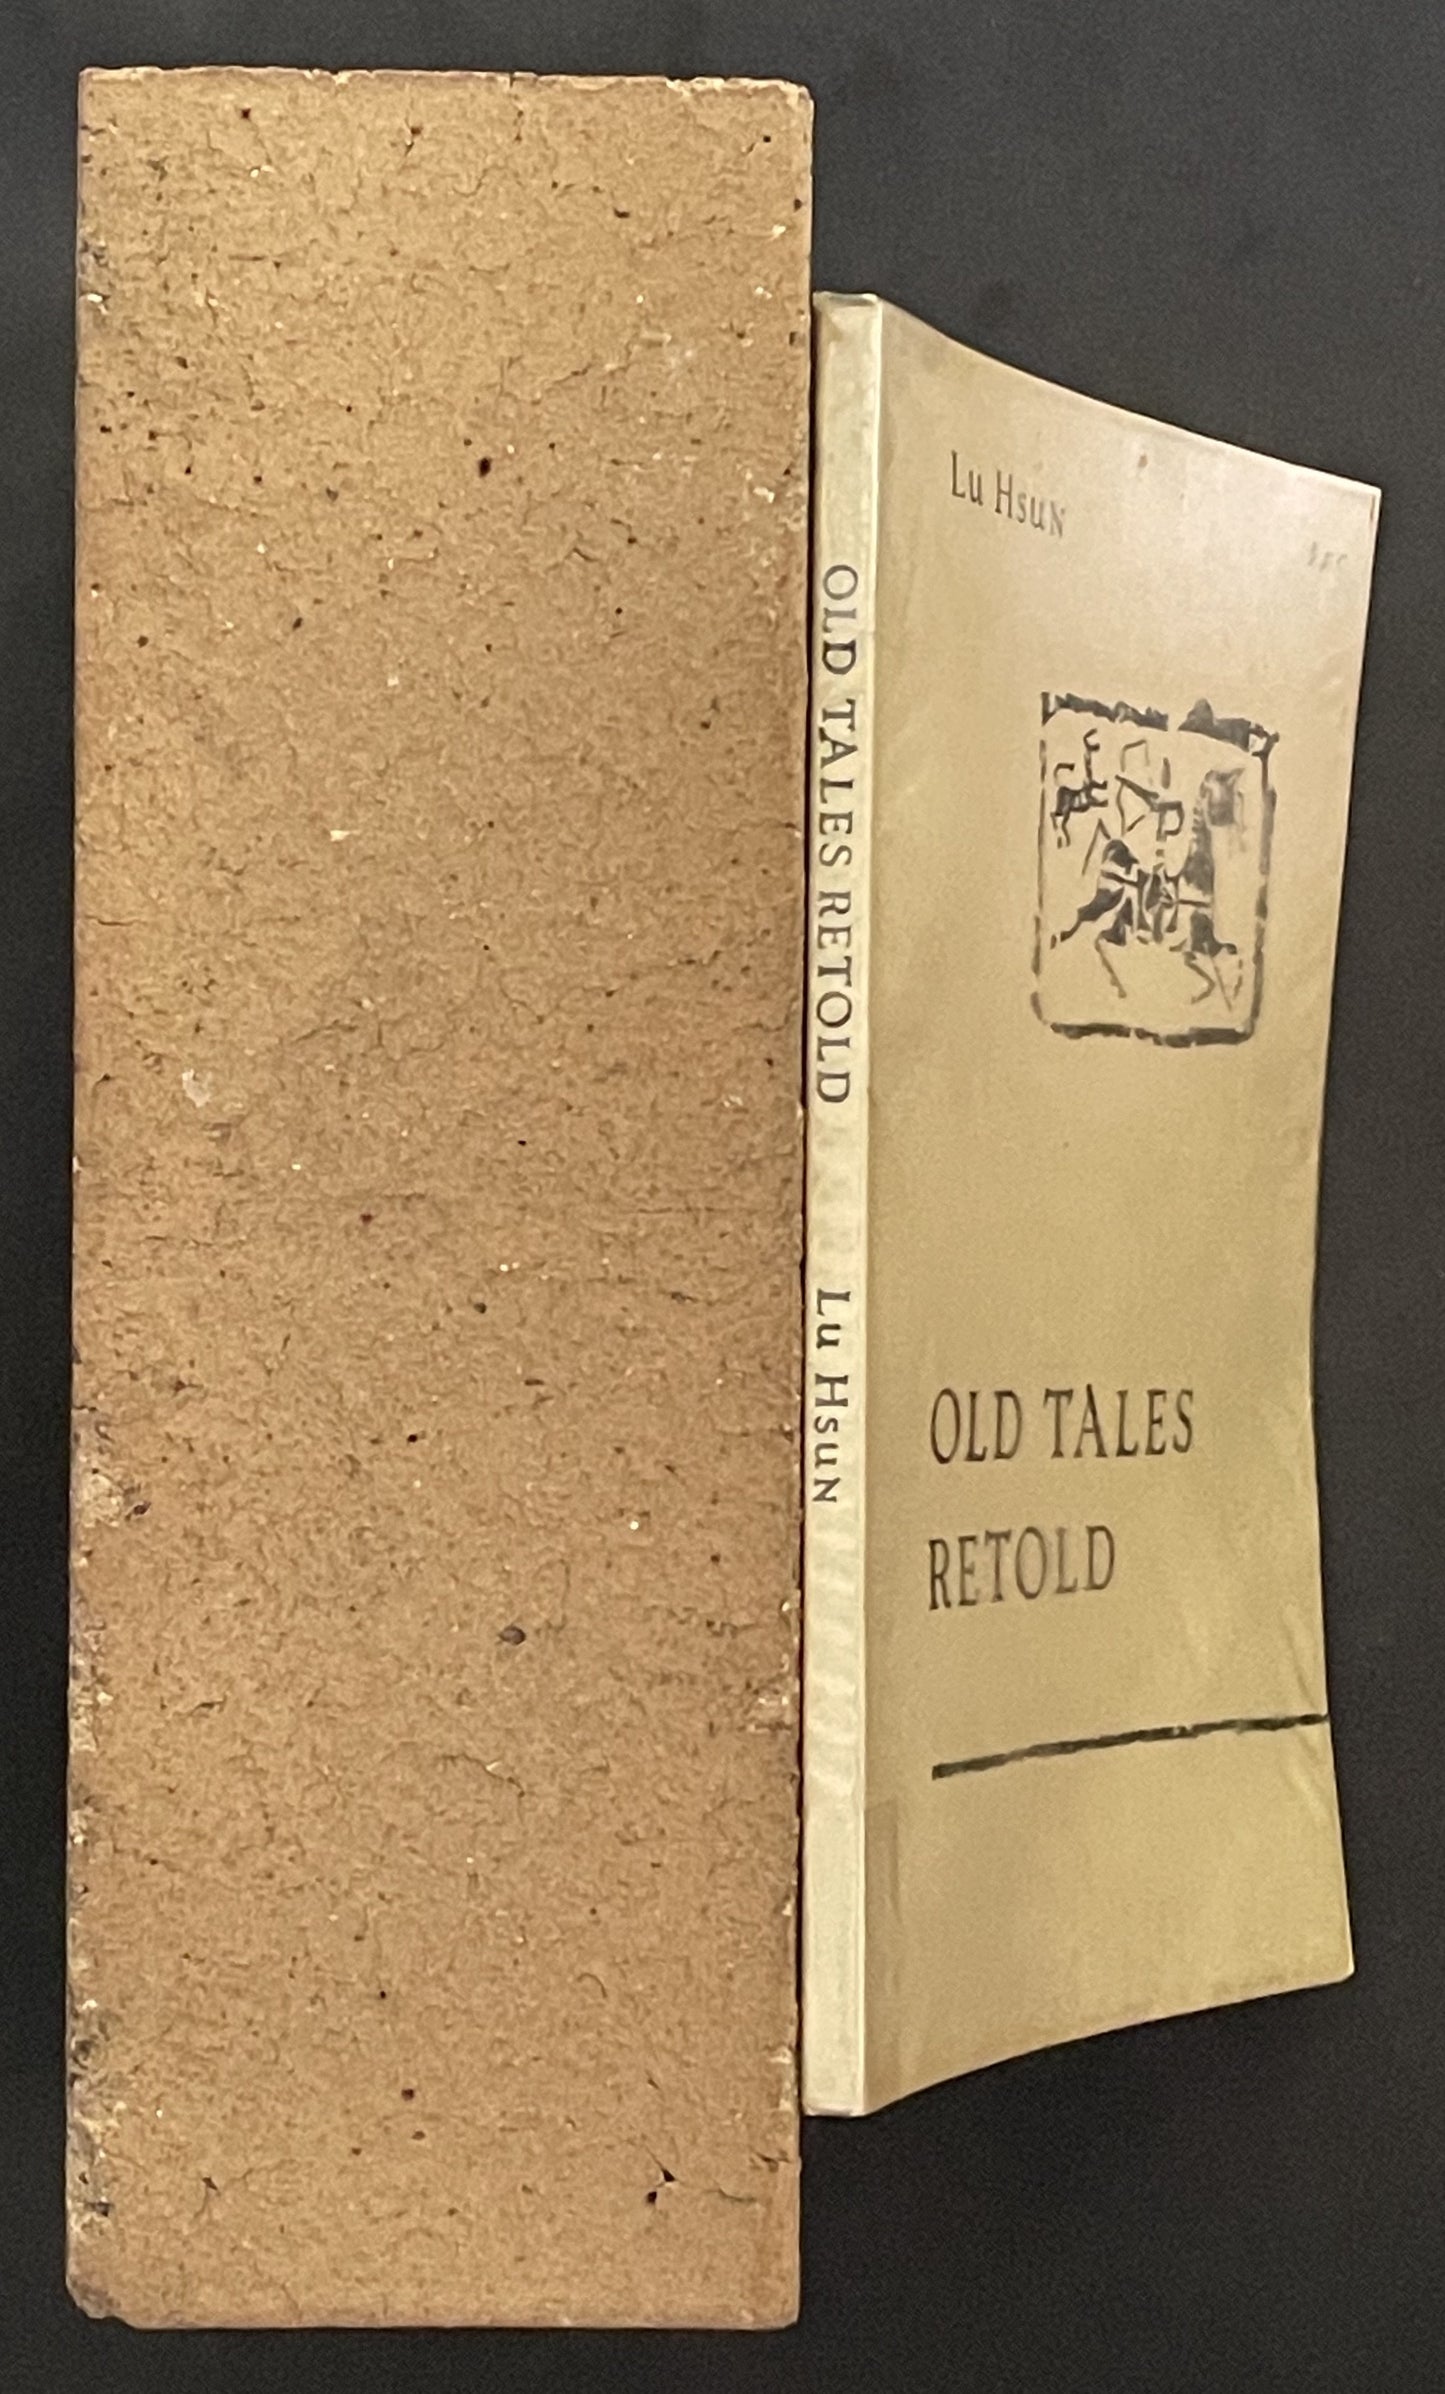 OLD TALES RETOLD Lu Hsun
Lu Hsun
OLD TALES
RETOLD